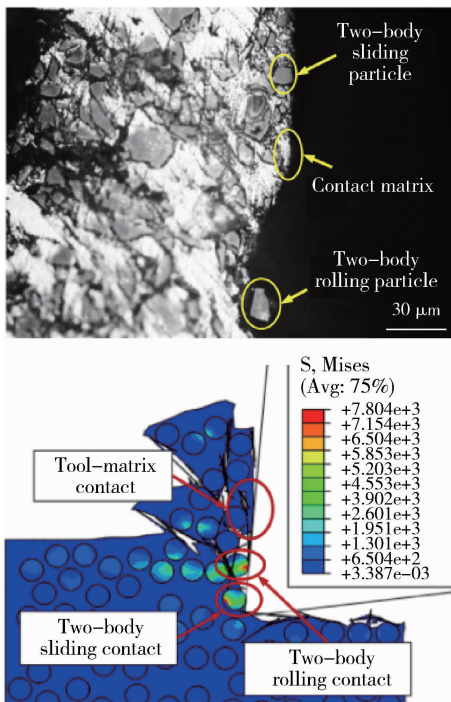 Two-body
sliding
particle
Contact matrix
Two-body
rolling particle
30 μm
S, Mises
(Avg: 75%)
+7.804e+3
+7.154e+3
+6.504e+3
+5.853e+3
+5.203e+3
+4.553e+3
+3.902e+3
+2.601e+3
+1.951e+3
+1.301e+3
+6.504e+2
+3.387e-03
Tool-matrix
contact
Two-body
sliding contact
Two-body
rolling contact